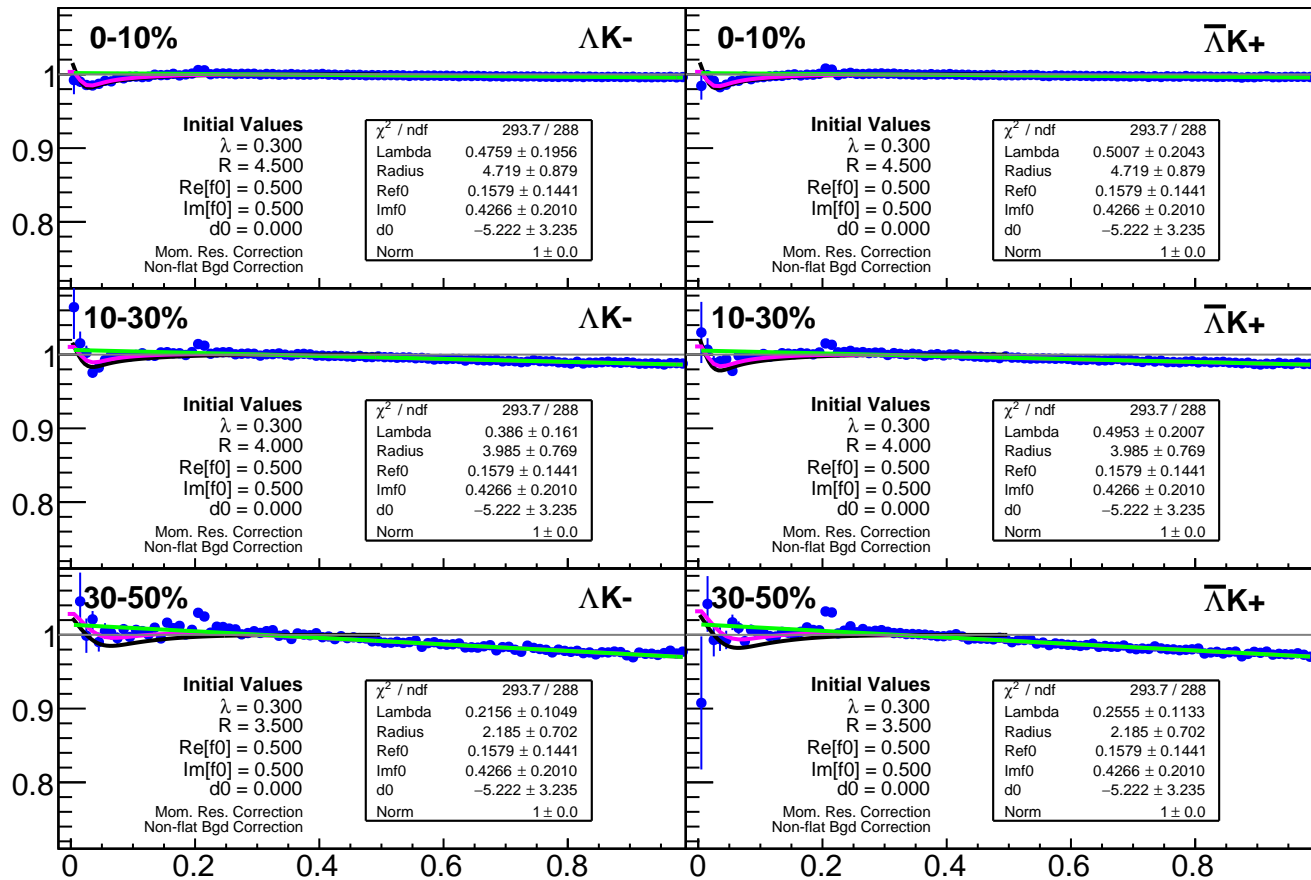 0-10%
ΛK-
1
0.9
0.8
Initial Values
λ = 0.300
R = 4.500
Re[f0] = 0.500
Im[f0] = 0.500
d0 = 0.000
Mom. Res. Correction
Non-flat Bgd Correction
χ² / ndf 293.7 / 288
Lambda 0.4759 ± 0.1956
Radius 4.719 ± 0.879
Ref0 0.1579 ± 0.1441
Imf0 0.4266 ± 0.2010
d0 −5.222 ± 3.235
Norm 1 ± 0.0
0-10%
Λ̅K+
Initial Values
λ = 0.300
R = 4.500
Re[f0] = 0.500
Im[f0] = 0.500
d0 = 0.000
Mom. Res. Correction
Non-flat Bgd Correction
χ² / ndf 293.7 / 288
Lambda 0.5007 ± 0.2043
Radius 4.719 ± 0.879
Ref0 0.1579 ± 0.1441
Imf0 0.4266 ± 0.2010
d0 −5.222 ± 3.235
Norm 1 ± 0.0
10-30%
ΛK-
1
0.9
0.8
Initial Values
λ = 0.300
R = 4.000
Re[f0] = 0.500
Im[f0] = 0.500
d0 = 0.000
Mom. Res. Correction
Non-flat Bgd Correction
χ² / ndf 293.7 / 288
Lambda 0.386 ± 0.161
Radius 3.985 ± 0.769
Ref0 0.1579 ± 0.1441
Imf0 0.4266 ± 0.2010
d0 −5.222 ± 3.235
Norm 1 ± 0.0
10-30%
Λ̅K+
Initial Values
λ = 0.300
R = 4.000
Re[f0] = 0.500
Im[f0] = 0.500
d0 = 0.000
Mom. Res. Correction
Non-flat Bgd Correction
χ² / ndf 293.7 / 288
Lambda 0.4953 ± 0.2007
Radius 3.985 ± 0.769
Ref0 0.1579 ± 0.1441
Imf0 0.4266 ± 0.2010
d0 −5.222 ± 3.235
Norm 1 ± 0.0
30-50%
ΛK-
1
0.9
0.8
Initial Values
λ = 0.300
R = 3.500
Re[f0] = 0.500
Im[f0] = 0.500
d0 = 0.000
Mom. Res. Correction
Non-flat Bgd Correction
χ² / ndf 293.7 / 288
Lambda 0.2156 ± 0.1049
Radius 2.185 ± 0.702
Ref0 0.1579 ± 0.1441
Imf0 0.4266 ± 0.2010
d0 −5.222 ± 3.235
Norm 1 ± 0.0
30-50%
Λ̅K+
Initial Values
λ = 0.300
R = 3.500
Re[f0] = 0.500
Im[f0] = 0.500
d0 = 0.000
Mom. Res. Correction
Non-flat Bgd Correction
χ² / ndf 293.7 / 288
Lambda 0.2555 ± 0.1133
Radius 2.185 ± 0.702
Ref0 0.1579 ± 0.1441
Imf0 0.4266 ± 0.2010
d0 −5.222 ± 3.235
Norm 1 ± 0.0
0 0.2 0.4 0.6 0.8
0 0.2 0.4 0.6 0.8